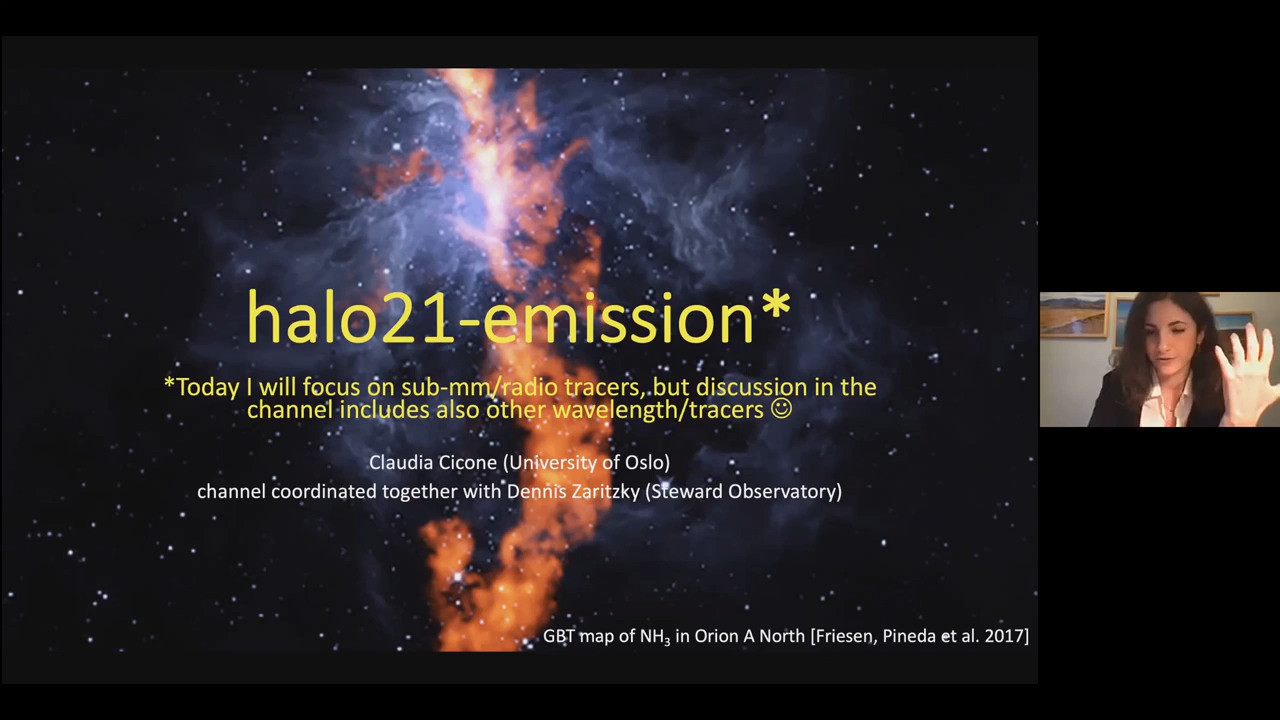 halo21-emission*
*Today I will focus on sub-mm/radio tracers, but discussion in the
channel includes also other wavelength/tracers ☺
Claudia Cicone (University of Oslo)
channel coordinated together with Dennis Zaritzky (Steward Observatory)
GBT map of NH₃ in Orion A North [Friesen, Pineda et al. 2017]